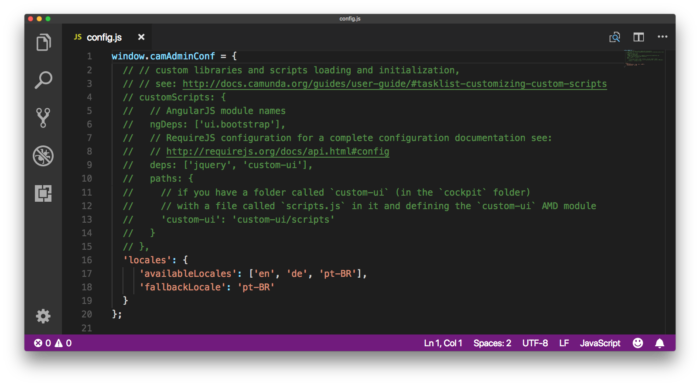 config.js
JS config.js ×
1 window.camAdminConf = {
2 // // custom libraries and scripts loading and initialization,
3 // // see: http://docs.camunda.org/guides/user-guide/#tasklist-customizing-custom-scripts
4 // customScripts: {
5 //   // AngularJS module names
6 //   ngDeps: ['ui.bootstrap'],
7 //   // RequireJS configuration for a complete configuration documentation see:
8 //   // http://requirejs.org/docs/api.html#config
9 //   deps: ['jquery', 'custom-ui'],
10 //   paths: {
11 //     // if you have a folder called `custom-ui` (in the `cockpit` folder)
12 //     // with a file called `scripts.js` in it and defining the `custom-ui` AMD module
13 //     'custom-ui': 'custom-ui/scripts'
14 //   }
15 // },
16 'locales': {
17 'availableLocales': ['en', 'de', 'pt-BR'],
18 'fallbackLocale': 'pt-BR'
19 }
20 };
21
0 0 Ln 1, Col 1 Spaces: 2 UTF-8 LF JavaScript